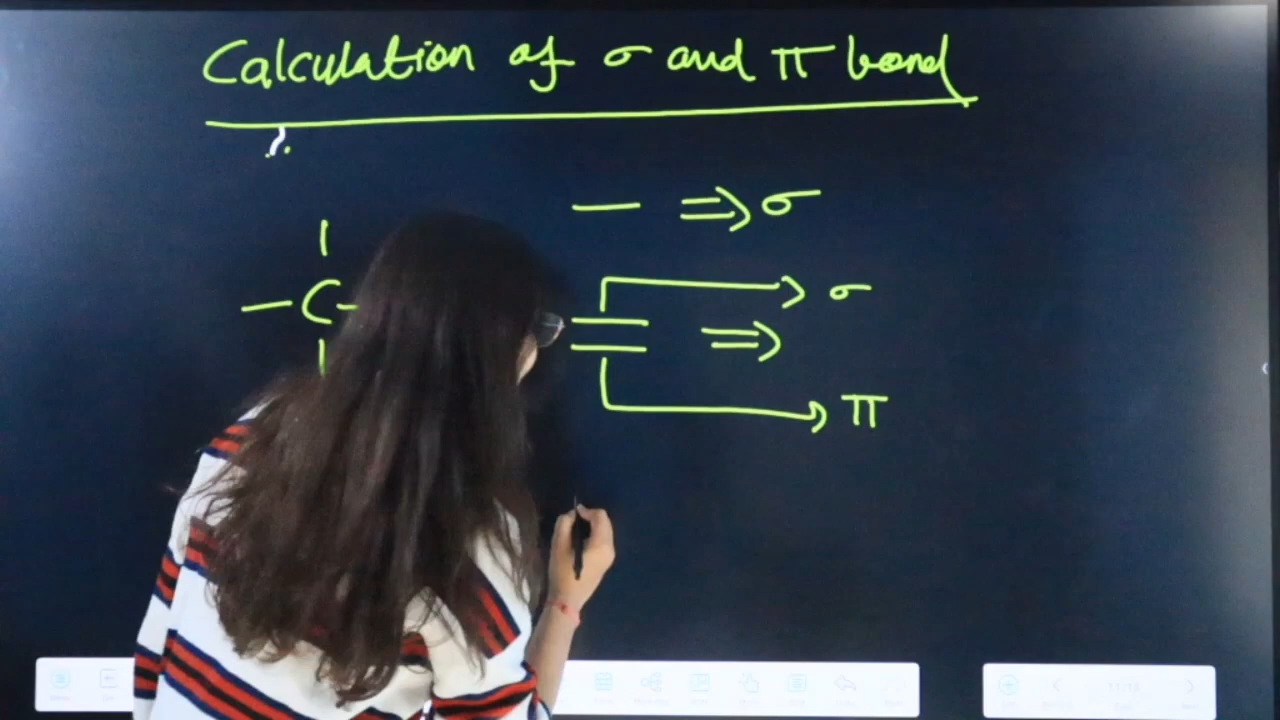 Calculation of σ and π bond
— ⇒ σ
σ
— C -
= ⇒
π